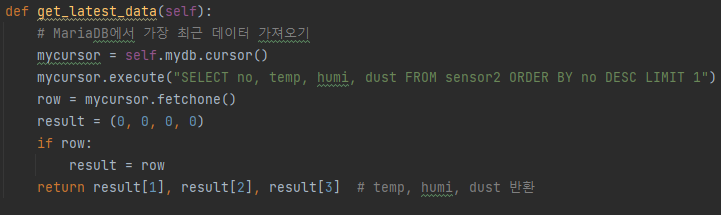 def get_latest_data(self):
    # MariaDB에서 가장 최근 데이터 가져오기
    mycursor = self.mydb.cursor()
    mycursor.execute("SELECT no, temp, humi, dust FROM sensor2 ORDER BY no DESC LIMIT 1")
    row = mycursor.fetchone()
    result = (0, 0, 0, 0)
    if row:
        result = row
    return result[1], result[2], result[3]  # temp, humi, dust 반환